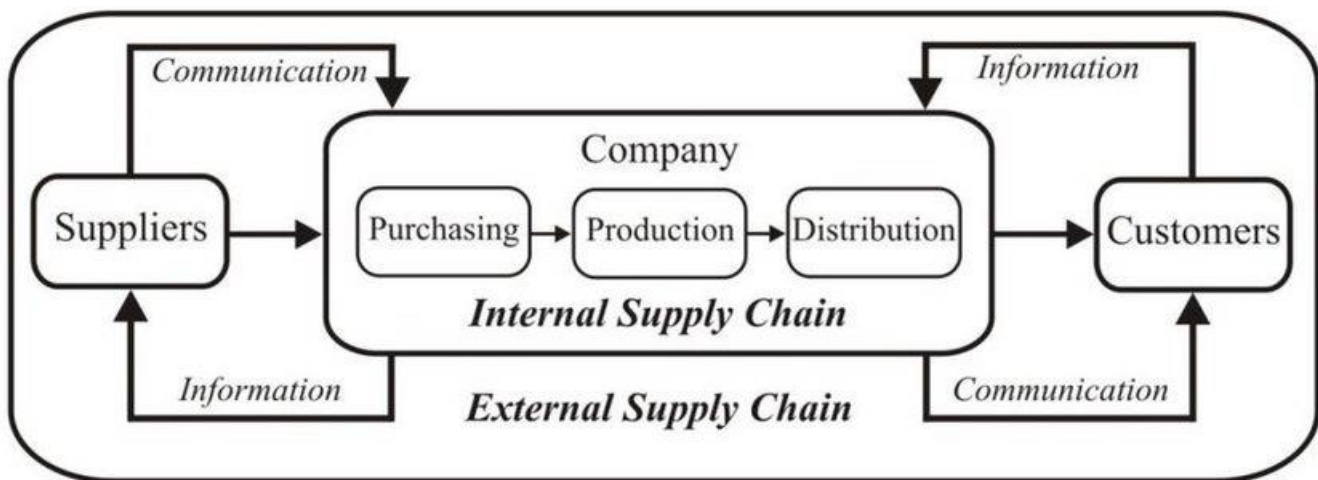 Communication
Information
Company
Suppliers
Purchasing
Production
Distribution
Customers
Internal Supply Chain
Information
External Supply Chain
Communication